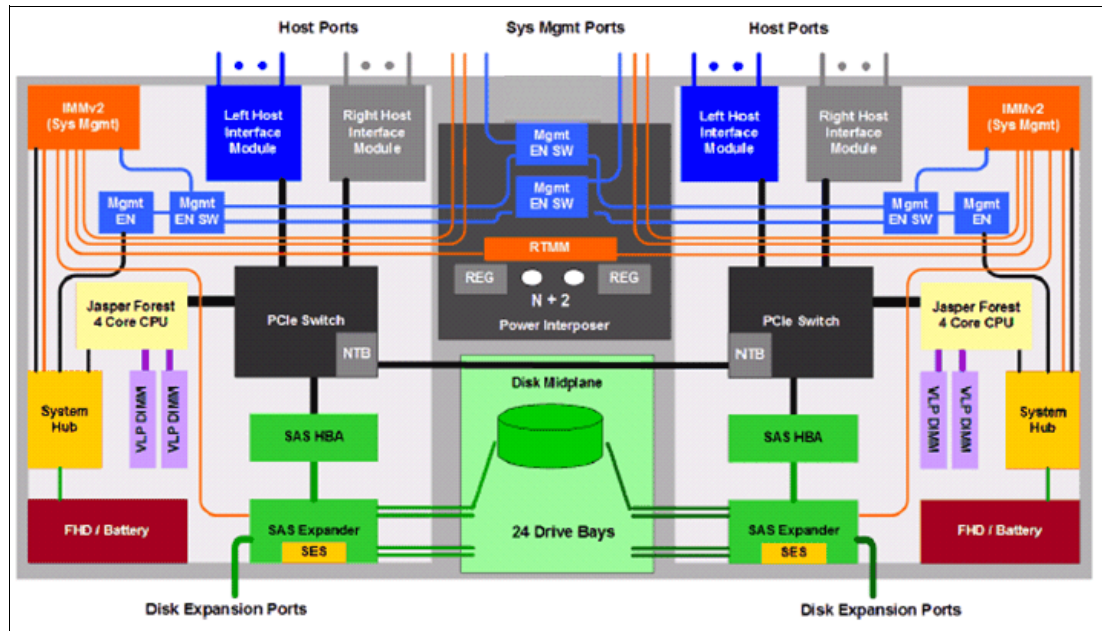 Host Ports
Sys Mgmt Ports
Host Ports
IMMv2
(Sys Mgmt)
Left Host
Interface
Module
Right Host
Interface
Module
Mgmt
EN SW
Left Host
Interface
Module
Right Host
Interface
Module
IMMv2
(Sys Mgmt)
Mgmt
EN
Mgmt
EN SW
Mgmt
EN SW
Mgmt
EN SW
Mgmt
EN
RTMM
REG
REG
N + 2
Power Interposer
Jasper Forest
4 Core CPU
PCIe Switch
NTB
PCIe Switch
NTB
Jasper Forest
4 Core CPU
VLP DIMM
VLP DIMM
System
Hub
Disk Midplane
VLP DIMM
VLP DIMM
System
Hub
SAS HBA
SAS HBA
FHD / Battery
SAS Expander
SES
24 Drive Bays
SAS Expander
SES
FHD / Battery
Disk Expansion Ports
Disk Expansion Ports